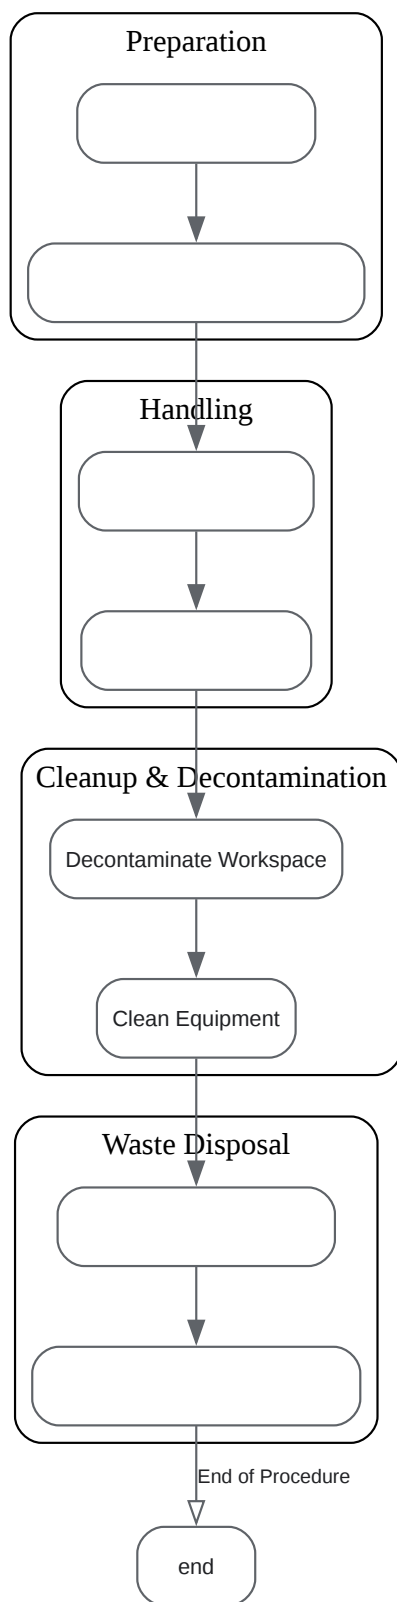 Preparation
Handling
Cleanup & Decontamination
Decontaminate Workspace
Clean Equipment
Waste Disposal
End of Procedure
end